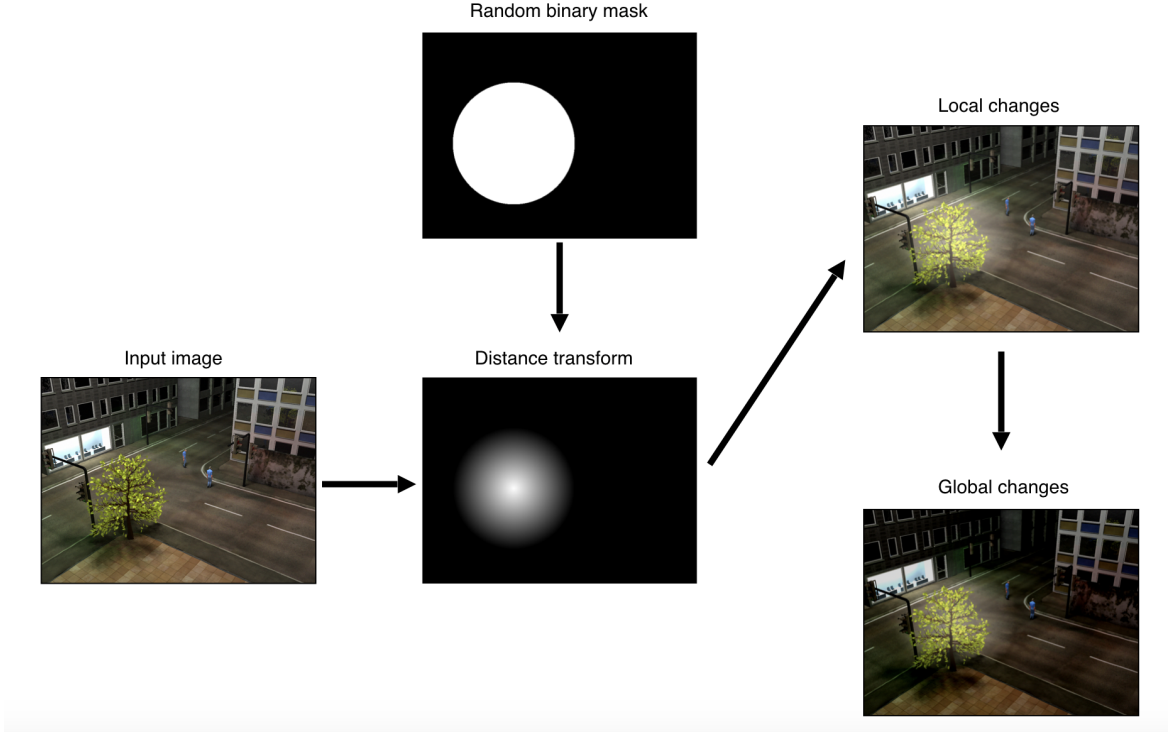 Random binary mask
Local changes
Input image
Distance transform
Global changes